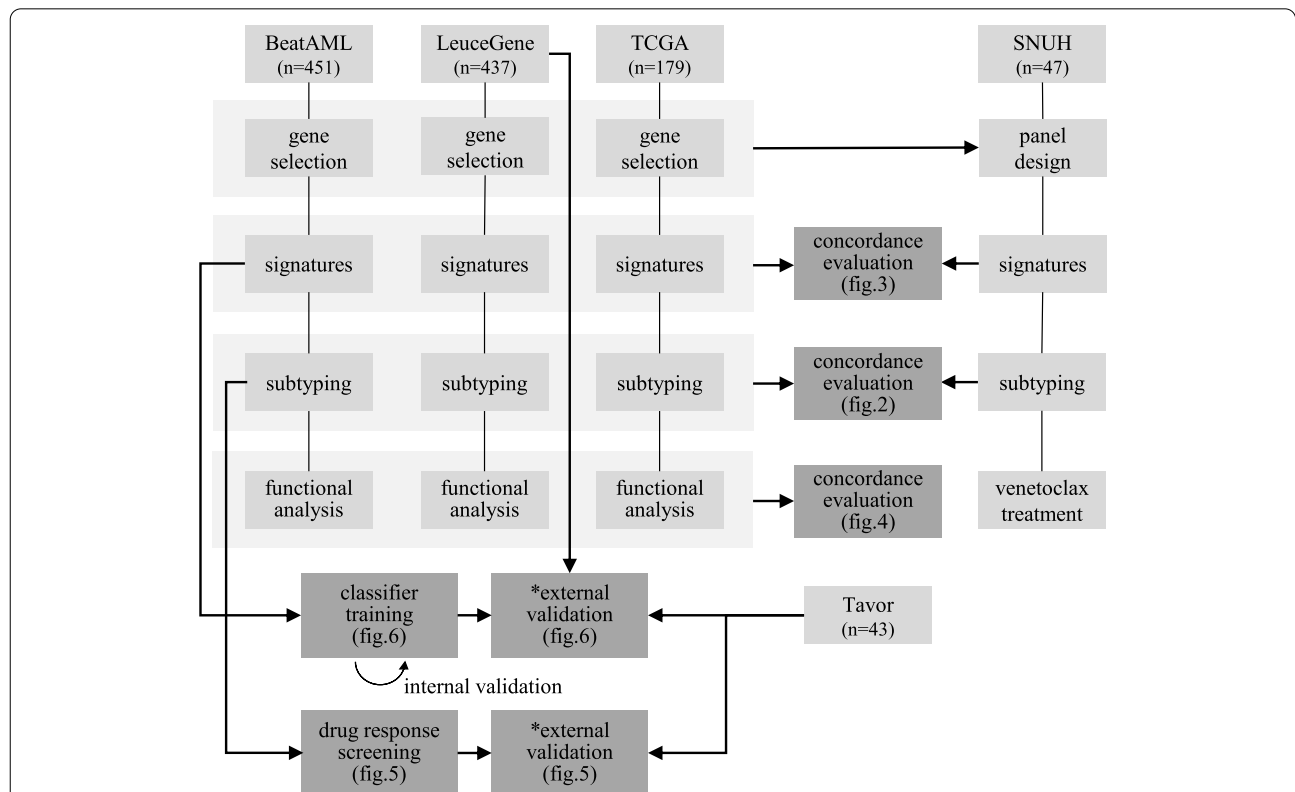 BeatAML
(n=451)
LeuceGene
(n=437)
TCGA
(n=179)
SNUH
(n=47)
gene
selection
gene
selection
gene
selection
panel
design
signatures
signatures
signatures
concordance
evaluation
(fig.3)
signatures
subtyping
subtyping
subtyping
concordance
evaluation
(fig.2)
subtyping
functional
analysis
functional
analysis
functional
analysis
concordance
evaluation
(fig.4)
venetoclax
treatment
classifier
training
(fig.6)
*external
validation
(fig.6)
Tavor
(n=43)
internal validation
drug response
screening
(fig.5)
*external
validation
(fig.5)